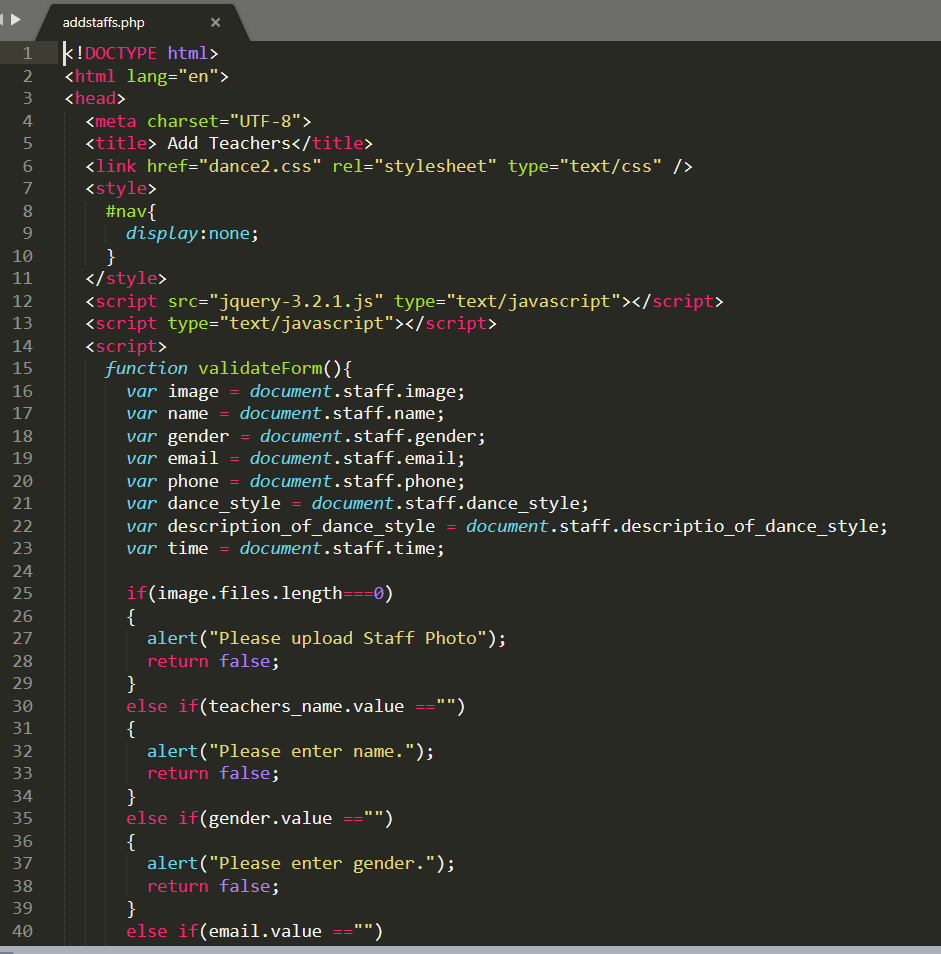 addstaffs.php ×
1 <!DOCTYPE html>
2 <html lang="en">
3 <head>
4 <meta charset="UTF-8">
5 <title> Add Teachers</title>
6 <link href="dance2.css" rel="stylesheet" type="text/css" />
7 <style>
8 #nav{
9 display:none;
10 }
11 </style>
12 <script src="jquery-3.2.1.js" type="text/javascript"></script>
13 <script type="text/javascript"></script>
14 <script>
15 function validateForm(){
16 var image = document.staff.image;
17 var name = document.staff.name;
18 var gender = document.staff.gender;
19 var email = document.staff.email;
20 var phone = document.staff.phone;
21 var dance_style = document.staff.dance_style;
22 var description_of_dance_style = document.staff.descriptio_of_dance_style;
23 var time = document.staff.time;
24
25 if(image.files.length===0)
26 {
27 alert("Please upload Staff Photo");
28 return false;
29 }
30 else if(teachers_name.value =="")
31 {
32 alert("Please enter name.");
33 return false;
34 }
35 else if(gender.value =="")
36 {
37 alert("Please enter gender.");
38 return false;
39 }
40 else if(email.value =="")